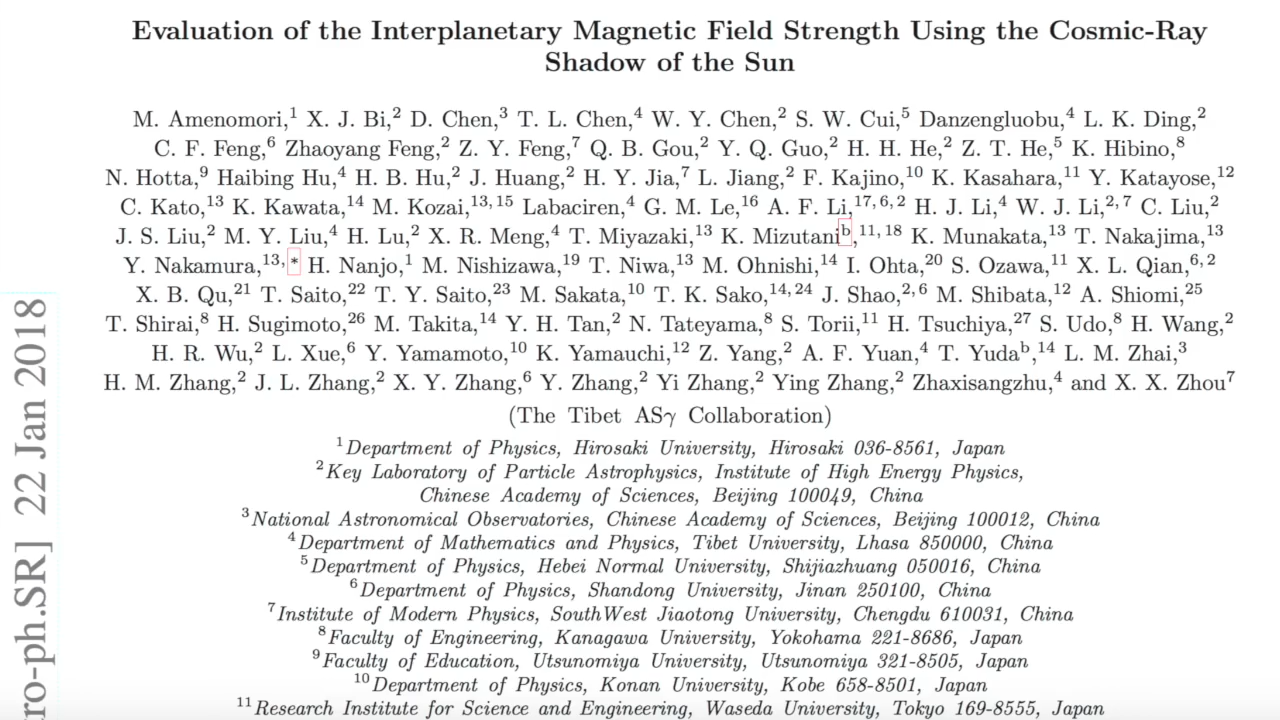 Evaluation of the Interplanetary Magnetic Field Strength Using the Cosmic-Ray
Shadow of the Sun
M. Amenomori,1 X. J. Bi,2 D. Chen,3 T. L. Chen,4 W. Y. Chen,2 S. W. Cui,5 Danzengluobu,4 L. K. Ding,2
C. F. Feng,6 Zhaoyang Feng,2 Z. Y. Feng,7 Q. B. Gou,2 Y. Q. Guo,2 H. H. He,2 Z. T. He,5 K. Hibino,8
N. Hotta,9 Haibing Hu,4 H. B. Hu,2 J. Huang,2 H. Y. Jia,7 L. Jiang,2 F. Kajino,10 K. Kasahara,11 Y. Katayose,12
C. Kato,13 K. Kawata,14 M. Kozai,13, 15 Labaciren,4 G. M. Le,16 A. F. Li,17, 6, 2 H. J. Li,4 W. J. Li,2, 7 C. Liu,2
J. S. Liu,2 M. Y. Liu,4 H. Lu,2 X. R. Meng,4 T. Miyazaki,13 K. Mizutanib,11, 18 K. Munakata,13 T. Nakajima,13
Y. Nakamura,13, * H. Nanjo,1 M. Nishizawa,19 T. Niwa,13 M. Ohnishi,14 I. Ohta,20 S. Ozawa,11 X. L. Qian,6, 2
X. B. Qu,21 T. Saito,22 T. Y. Saito,23 M. Sakata,10 T. K. Sako,14, 24 J. Shao,2, 6 M. Shibata,12 A. Shiomi,25
T. Shirai,8 H. Sugimoto,26 M. Takita,14 Y. H. Tan,2 N. Tateyama,8 S. Torii,11 H. Tsuchiya,27 S. Udo,8 H. Wang,2
H. R. Wu,2 L. Xue,6 Y. Yamamoto,10 K. Yamauchi,12 Z. Yang,2 A. F. Yuan,4 T. Yudab,14 L. M. Zhai,3
H. M. Zhang,2 J. L. Zhang,2 X. Y. Zhang,6 Y. Zhang,2 Yi Zhang,2 Ying Zhang,2 Zhaxisangzhu,4 and X. X. Zhou7
(The Tibet ASγ Collaboration)
1Department of Physics, Hirosaki University, Hirosaki 036-8561, Japan
2Key Laboratory of Particle Astrophysics, Institute of High Energy Physics,
Chinese Academy of Sciences, Beijing 100049, China
3National Astronomical Observatories, Chinese Academy of Sciences, Beijing 100012, China
4Department of Mathematics and Physics, Tibet University, Lhasa 850000, China
5Department of Physics, Hebei Normal University, Shijiazhuang 050016, China
6Department of Physics, Shandong University, Jinan 250100, China
7Institute of Modern Physics, SouthWest Jiaotong University, Chengdu 610031, China
8Faculty of Engineering, Kanagawa University, Yokohama 221-8686, Japan
9Faculty of Education, Utsunomiya University, Utsunomiya 321-8505, Japan
10Department of Physics, Konan University, Kobe 658-8501, Japan
11Research Institute for Science and Engineering, Waseda University, Tokyo 169-8555, Japan
tro-ph.SR] 22 Jan 2018